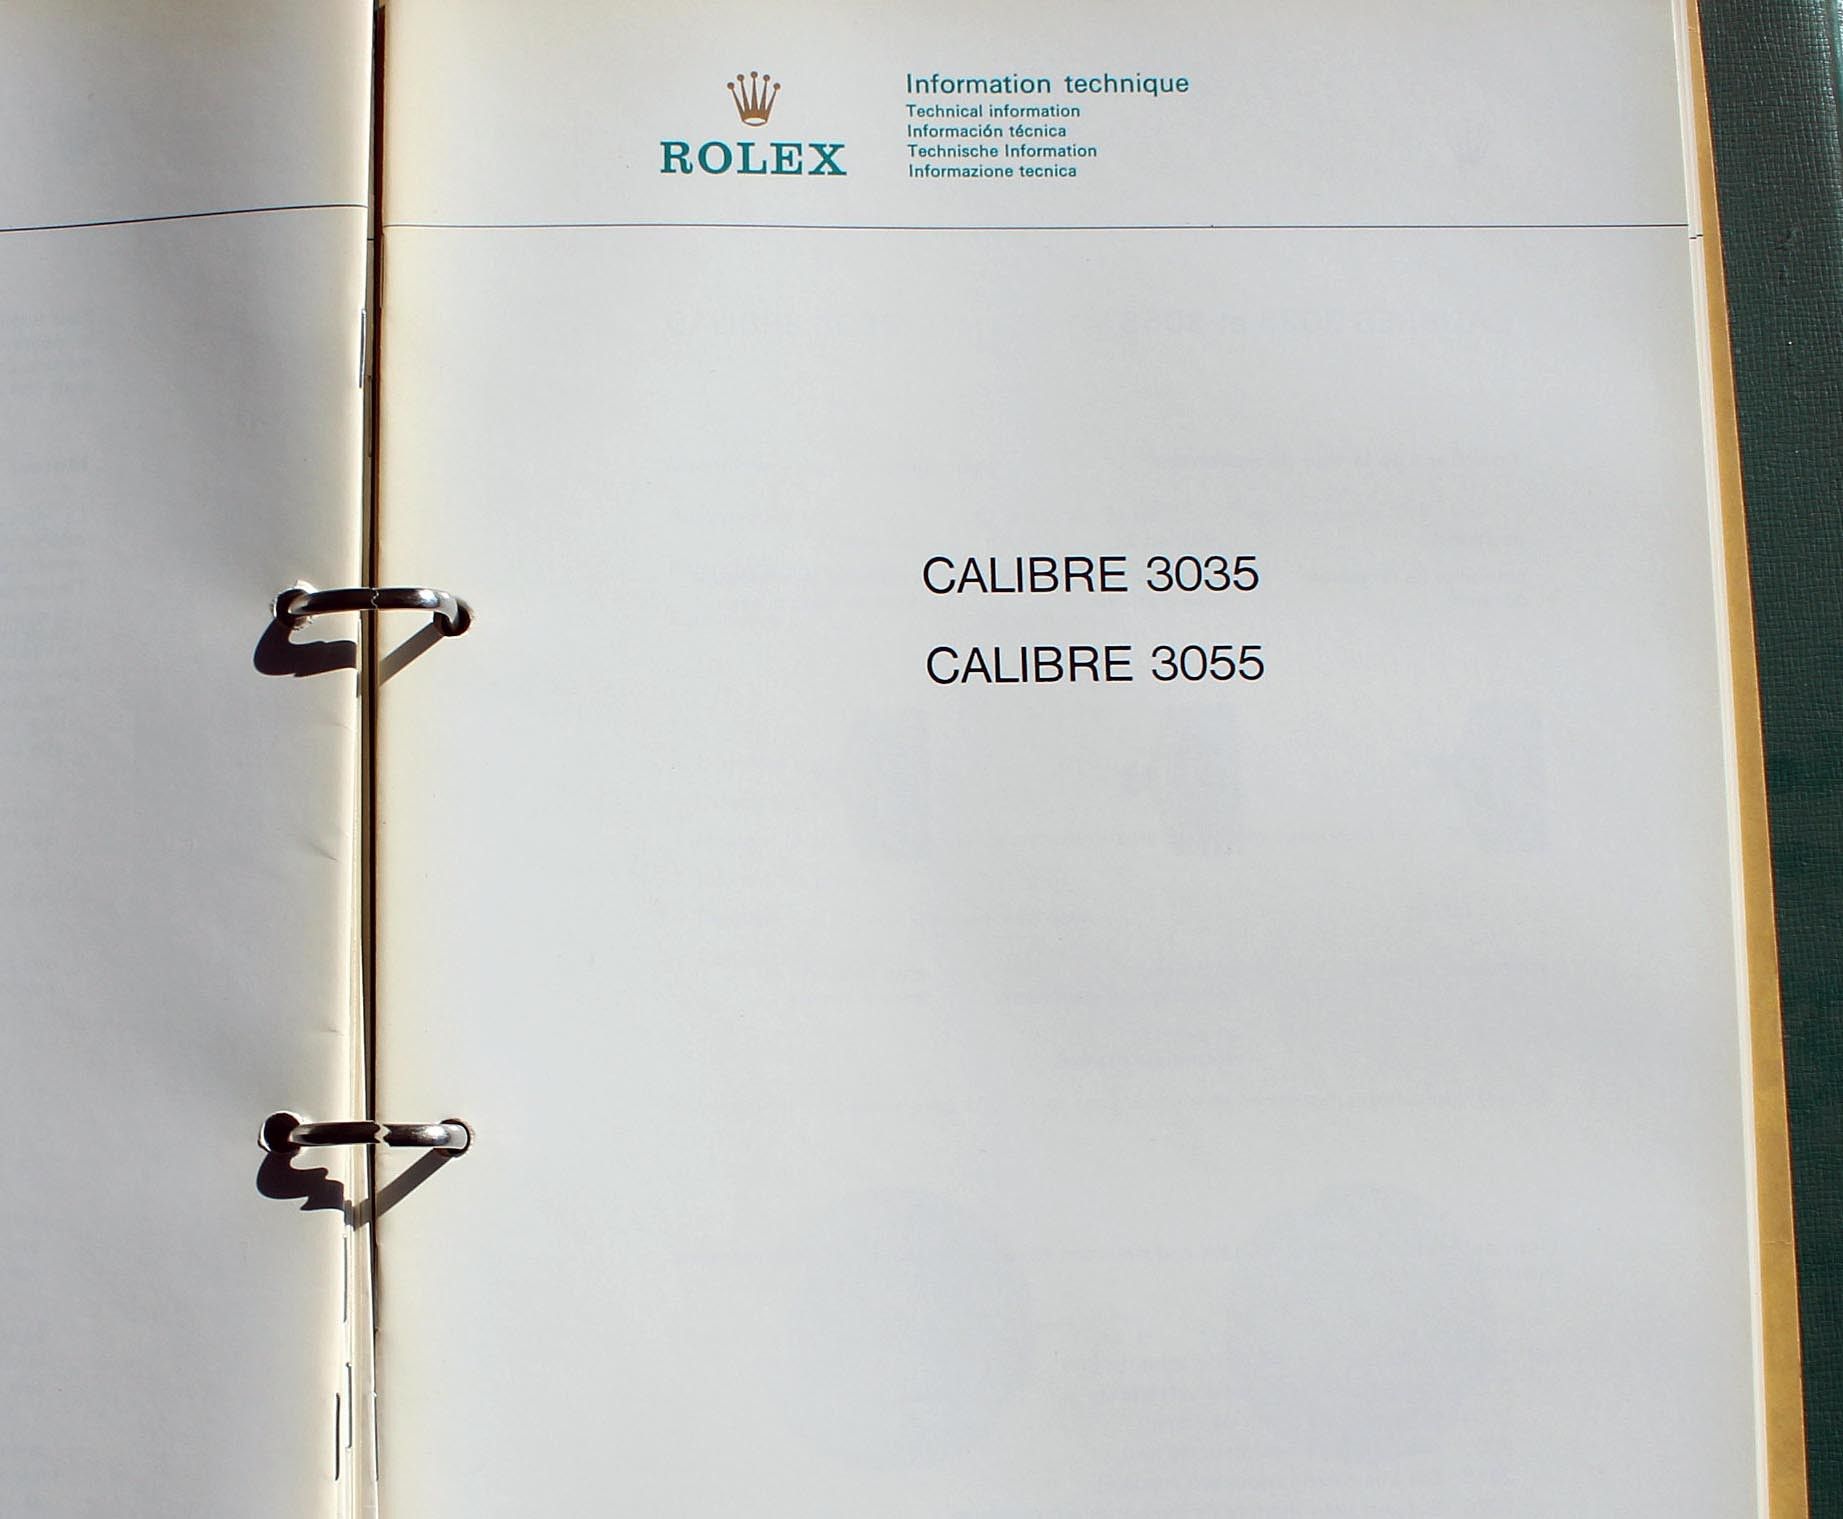 ROLEX
Information technique
Technical information
Información técnica
Technische Information
Informazione tecnica
CALIBRE 3035
CALIBRE 3055